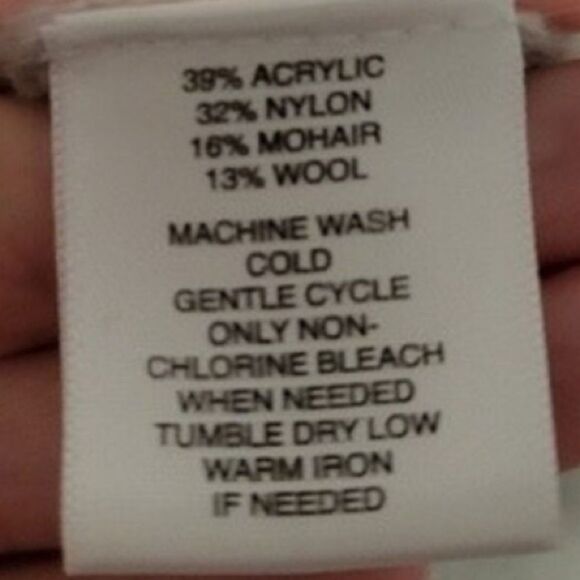 39% ACRYLIC
32% NYLON
16% MOHAIR
13% WOOL
MACHINE WASH
COLD
GENTLE CYCLE
ONLY NON-
CHLORINE BLEACH
WHEN NEEDED
TUMBLE DRY LOW
WARM IRON
IF NEEDED